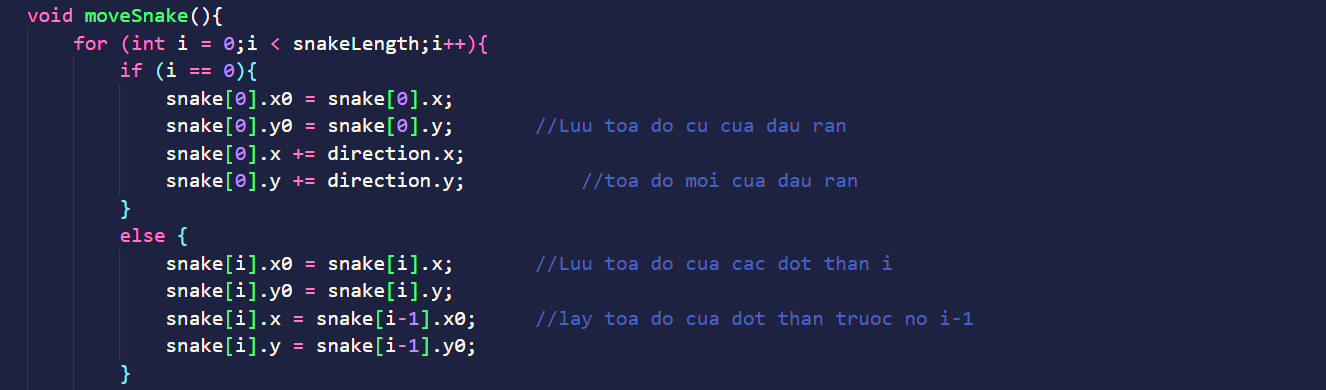 void moveSnake(){
for (int i = 0;i < snakeLength;i++){
if (i == 0){
snake[0].x0 = snake[0].x;
snake[0].y0 = snake[0].y; //Luu toa do cu cua dau ran
snake[0].x += direction.x;
snake[0].y += direction.y; //toa do moi cua dau ran
}
else {
snake[i].x0 = snake[i].x; //Luu toa do cua cac dot than i
snake[i].y0 = snake[i].y;
snake[i].x = snake[i-1].x0; //lay toa do cua dot than truoc no i-1
snake[i].y = snake[i-1].y0;
}